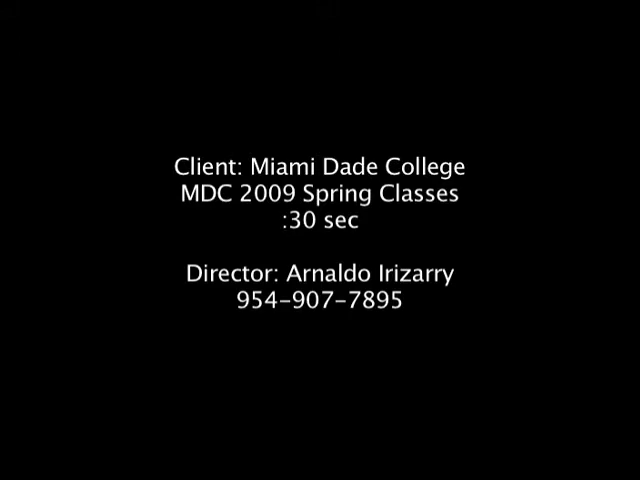 Client: Miami Dade College
MDC 2009 Spring Classes
:30 sec
Director: Arnaldo Irizarry
954-907-7895